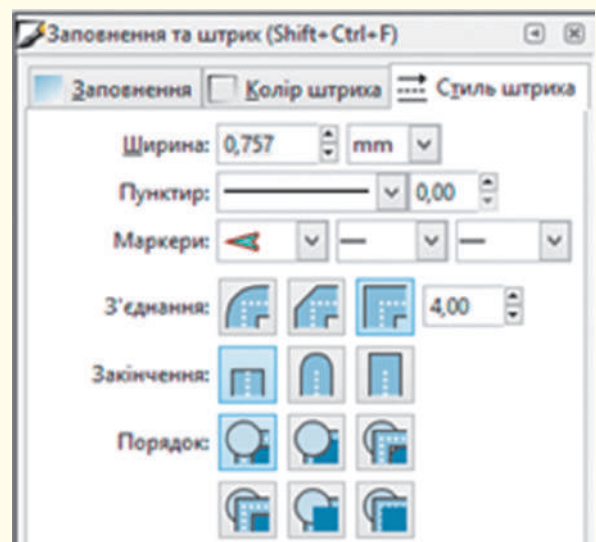 Заповнення та штрих (Shift+Ctrl+F)
Заповнення Колір штриха Стиль штриха
Ширина: 0,757 mm
Пунктир: 0,00
Маркери:
З'єднання: 4,00
Закінчення:
Порядок: